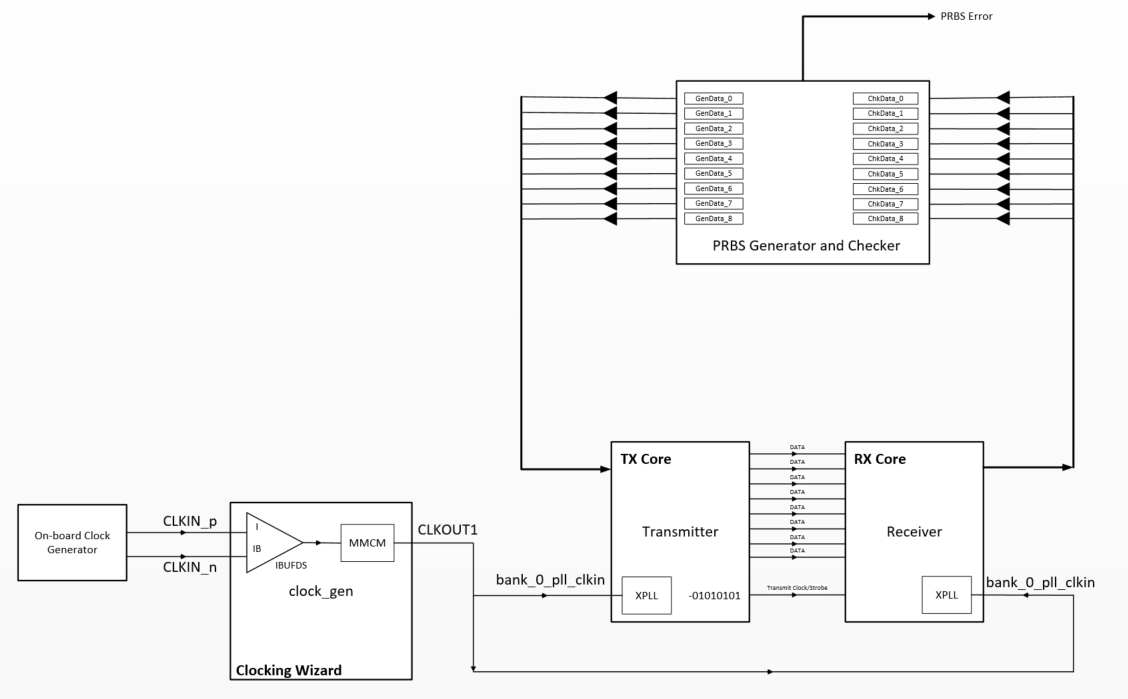 PRBS Error
GenData_0
GenData_1
GenData_2
GenData_3
GenData_4
GenData_5
GenData_6
GenData_7
GenData_8
ChkData_0
ChkData_1
ChkData_2
ChkData_3
ChkData_4
ChkData_5
ChkData_6
ChkData_7
ChkData_8
PRBS Generator and Checker
TX Core
Transmitter
XPLL
-01010101
DATA
DATA
DATA
DATA
DATA
DATA
DATA
DATA
Transmit Clock/Strobe
RX Core
Receiver
XPLL
On-board Clock
Generator
CLKIN_p
CLKIN_n
I
IB
IBUFDS
MMCM
clock_gen
Clocking Wizard
CLKOUT1
bank_0_pll_clkin
bank_0_pll_clkin